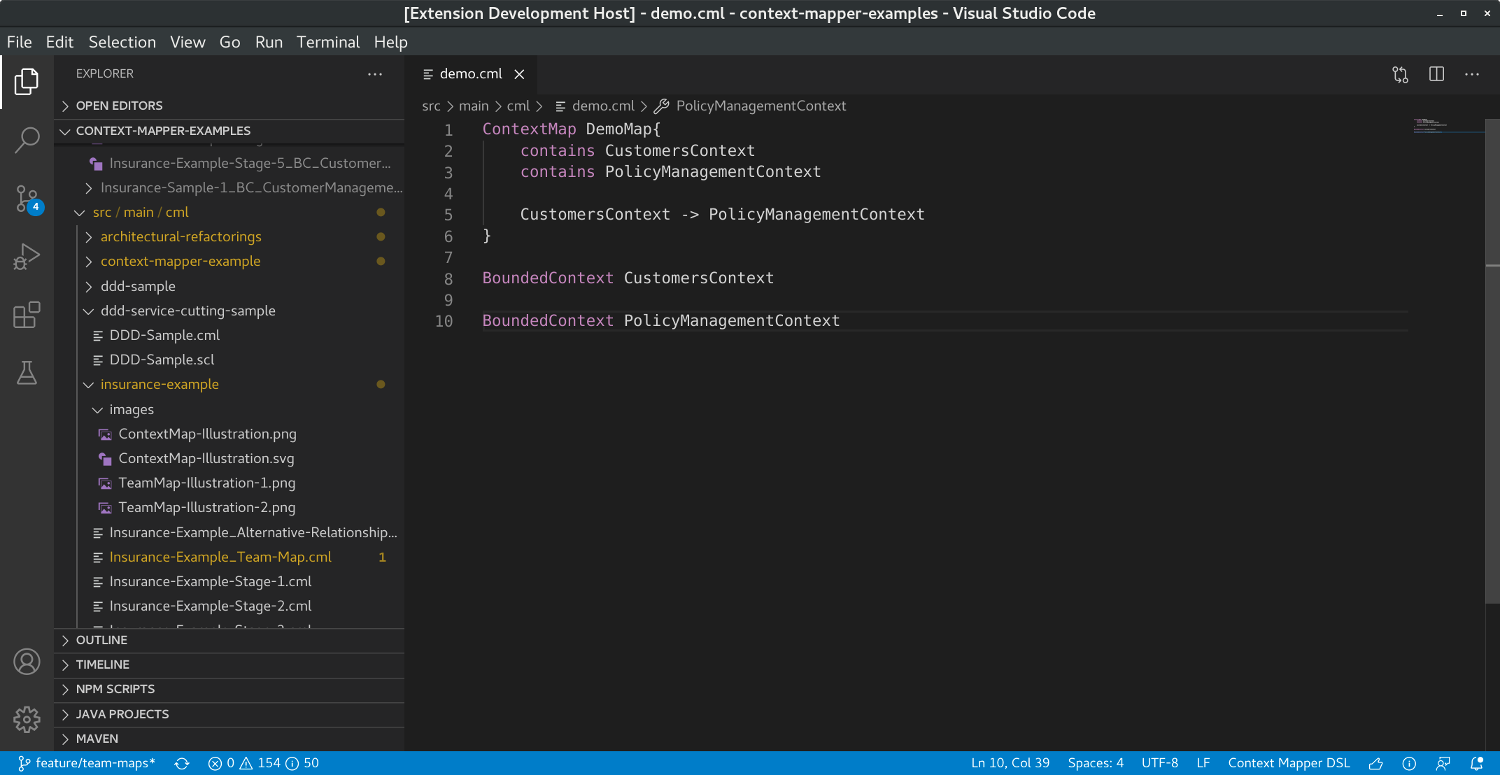 [Extension Development Host] - demo.cml - context-mapper-examples - Visual Studio Code
File Edit Selection View Go Run Terminal Help
EXPLORER
OPEN EDITORS
CONTEXT-MAPPER-EXAMPLES
Insurance-Example-Stage-5_BC_Customer...
Insurance-Sample-1_BC_CustomerManageme...
src / main / cml
architectural-refactorings
context-mapper-example
ddd-sample
ddd-service-cutting-sample
DDD-Sample.cml
DDD-Sample.scl
insurance-example
images
ContextMap-Illustration.png
ContextMap-Illustration.svg
TeamMap-Illustration-1.png
TeamMap-Illustration-2.png
Insurance-Example_Alternative-Relationship...
Insurance-Example_Team-Map.cml 1
Insurance-Example-Stage-1.cml
Insurance-Example-Stage-2.cml
OUTLINE
TIMELINE
NPM SCRIPTS
JAVA PROJECTS
MAVEN
4
demo.cml
src > main > cml > demo.cml > PolicyManagementContext
1 ContextMap DemoMap{
2 contains CustomersContext
3 contains PolicyManagementContext
4
5 CustomersContext -> PolicyManagementContext
6 }
7
8 BoundedContext CustomersContext
9
10 BoundedContext PolicyManagementContext
feature/team-maps* 0 154 50 Ln 10, Col 39 Spaces: 4 UTF-8 LF Context Mapper DSL